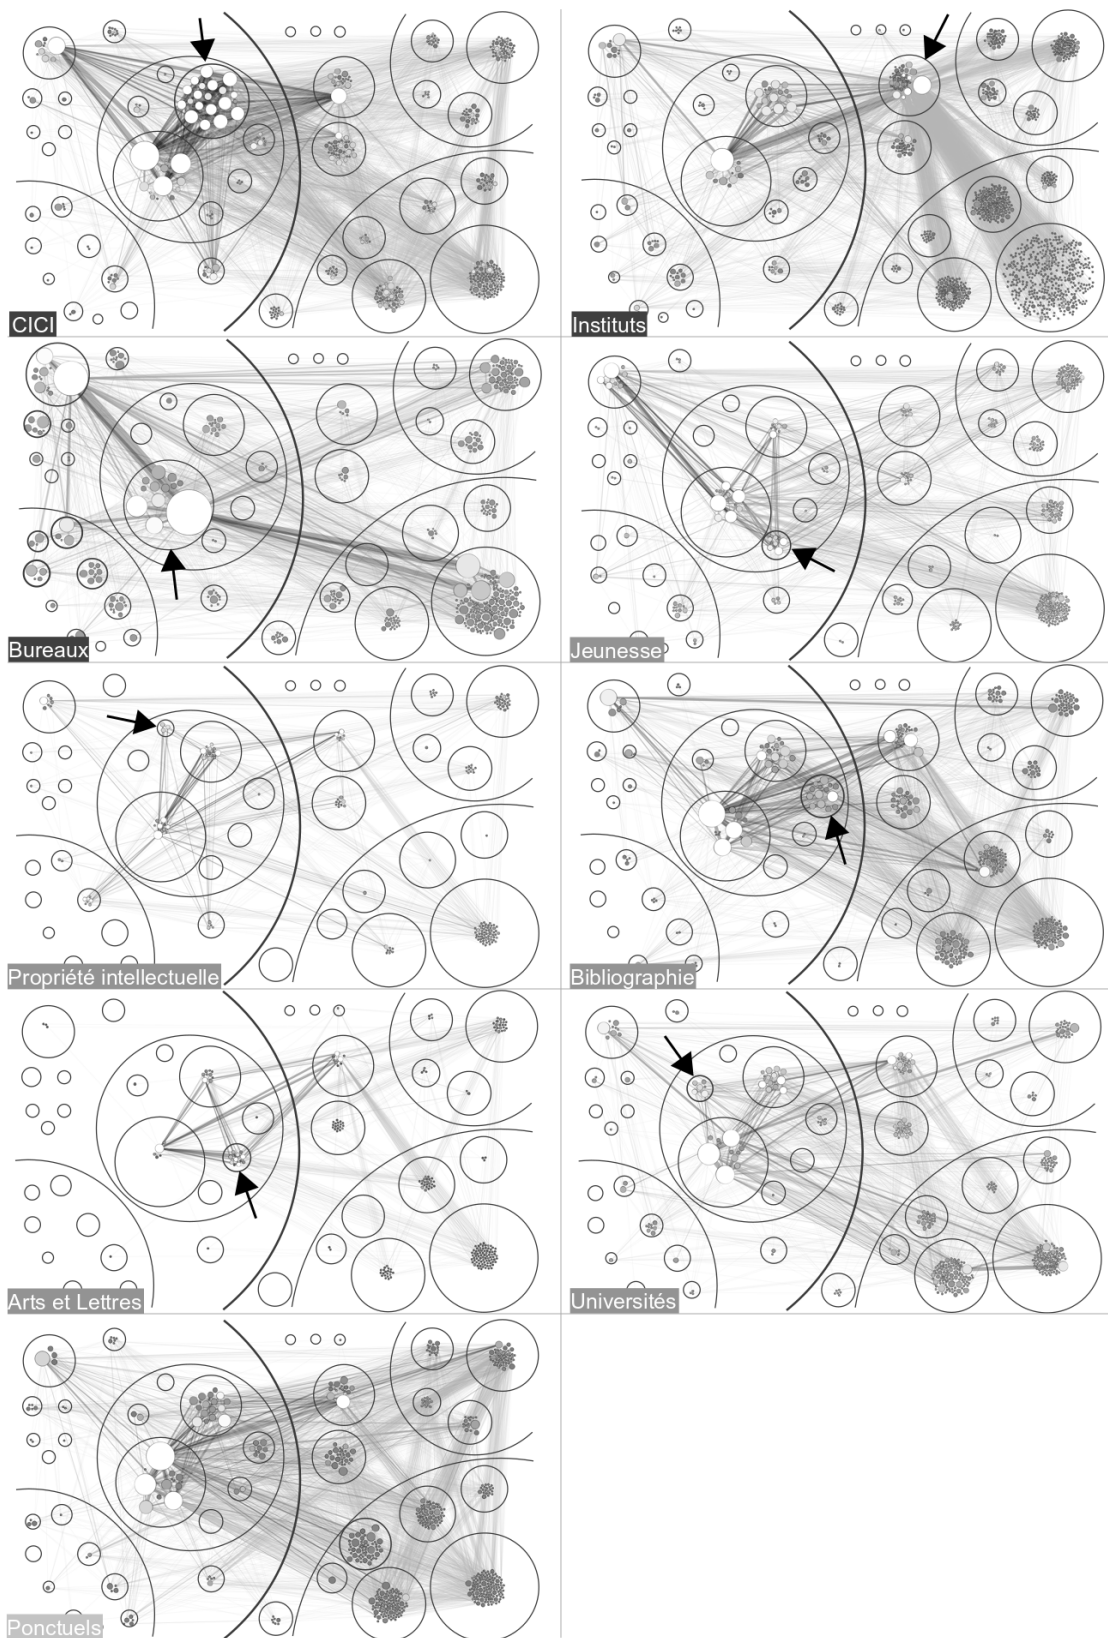 CICI
Instituts
Bureaux
Jeunesse
Propriété intellectuelle
Bibliographie
Arts et Lettres
Universités
Ponctuels